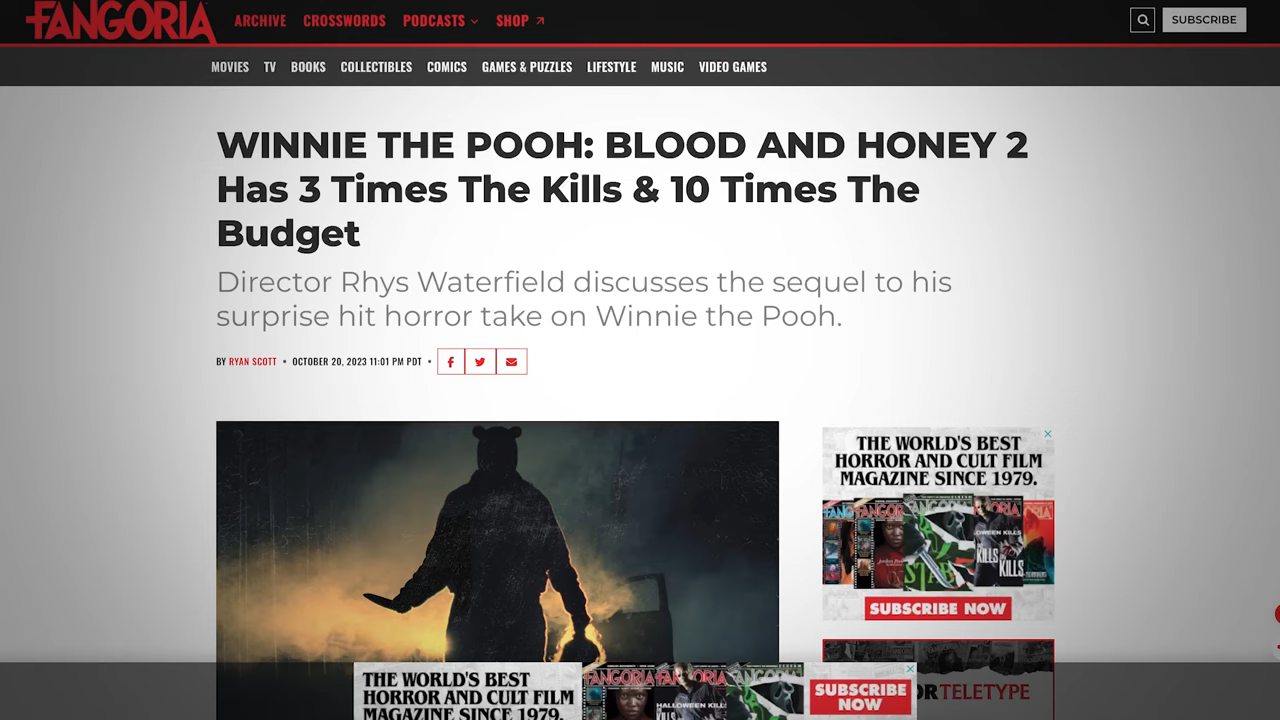 FANGORIA
ARCHIVE CROSSWORDS PODCASTS SHOP
SUBSCRIBE
MOVIES TV BOOKS COLLECTIBLES COMICS GAMES & PUZZLES LIFESTYLE MUSIC VIDEO GAMES
WINNIE THE POOH: BLOOD AND HONEY 2
Has 3 Times The Kills & 10 Times The
Budget
Director Rhys Waterfield discusses the sequel to his
surprise hit horror take on Winnie the Pooh.
BY RYAN SCOTT • OCTOBER 20, 2023 11:01 PM PDT •
THE WORLD'S BEST
HORROR AND CULT FILM
MAGAZINE SINCE 1979.
FANGORIA
SUBSCRIBE NOW
TELETYPE
THE WORLD'S BEST
HORROR AND CULT FILM
MAGAZINE SINCE 1979.
HALLOWEEN KILLS
SUBSCRIBE
NOW